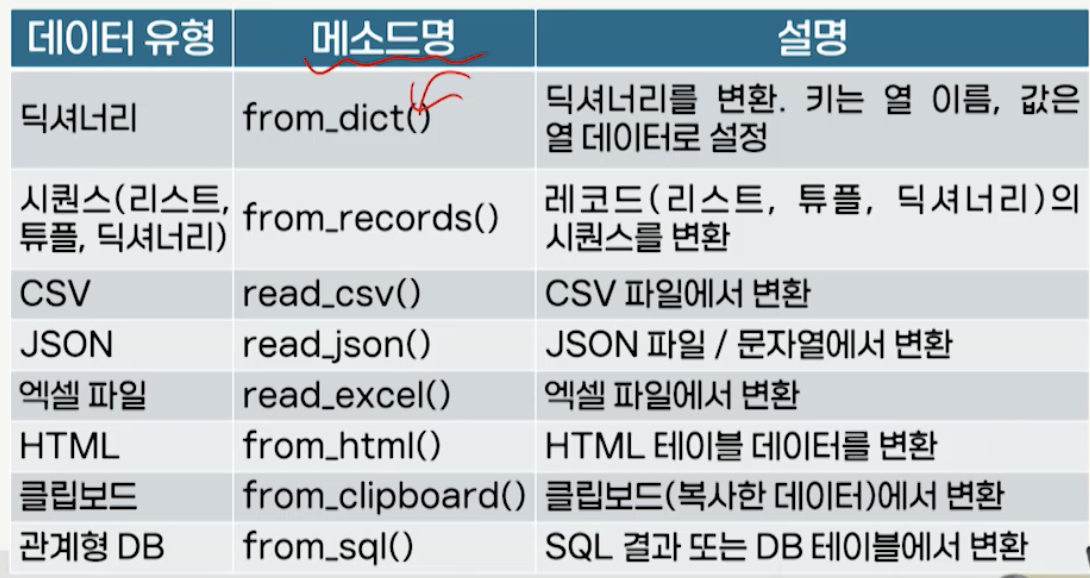 데이터 유형 메소드명 설명
딕셔너리 from_dict() 딕셔너리를 변환. 키는 열 이름, 값은
열 데이터로 설정
시퀀스(리스트,
튜플, 딕셔너리) from_records() 레코드(리스트, 튜플, 딕셔너리)의
시퀀스를 변환
CSV read_csv() CSV 파일에서 변환
JSON read_json() JSON 파일 / 문자열에서 변환
엑셀 파일 read_excel() 엑셀 파일에서 변환
HTML from_html() HTML 테이블 데이터를 변환
클립보드 from_clipboard() 클립보드(복사한 데이터)에서 변환
관계형 DB from_sql() SQL 결과 또는 DB 테이블에서 변환